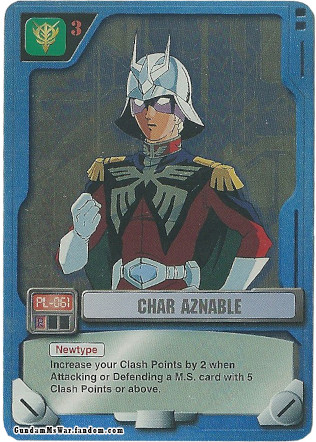 3
PL-061
CHAR AZNABLE
Newtype
Increase your Clash Points by 2 when
Attacking or Defending a M.S. card with 5
Clash Points or above.
GundamMsWar.fandom.com